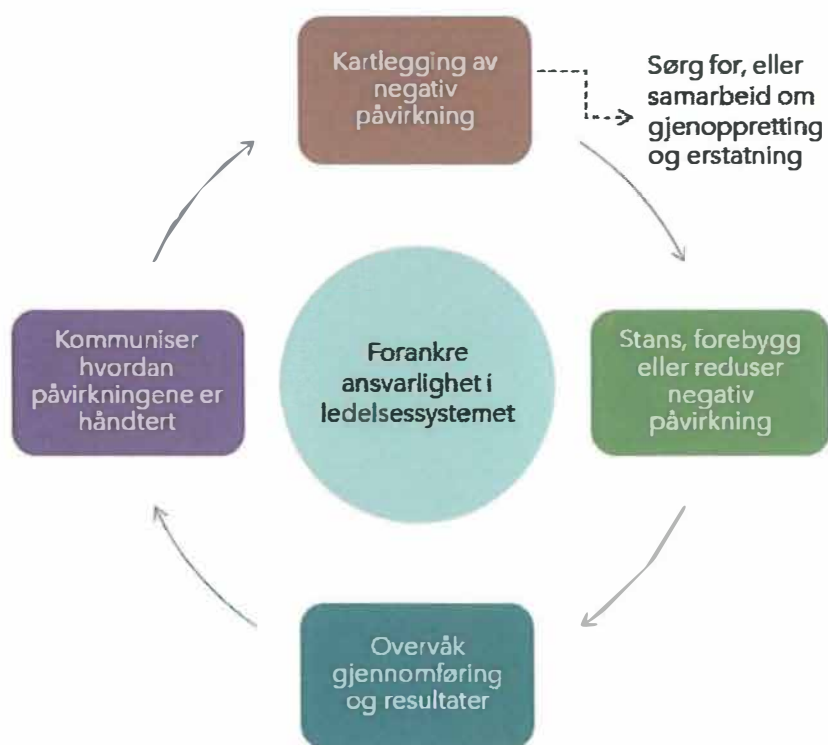 Kartlegging av
negativ
påvirkning
Sørg for, eller
samarbeid om
gjenoppretting
og erstatning
Kommuniser
hvordan
påvirkningene er
håndtert
Forankre
ansvarlighet i
ledelsessystemet
Stans, forebygg
eller reduser
negativ
påvirkning
Overvåk
gjennomføring
og resultater